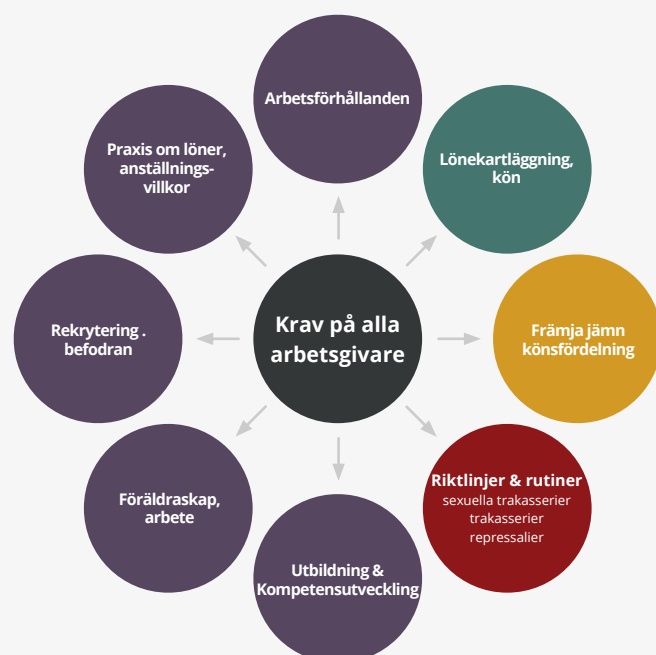 Arbetsförhållanden
Praxis om löner,
anställnings-
villkor
Lönekartläggning,
kön
Rekrytering .
befodran
Krav på alla
arbetsgivare
Främja jämn
könsfördelning
Föräldraskap,
arbete
Riktlinjer & rutiner
sexuella trakasserier
trakasserier
repressalier
Utbildning &
Kompetensutveckling